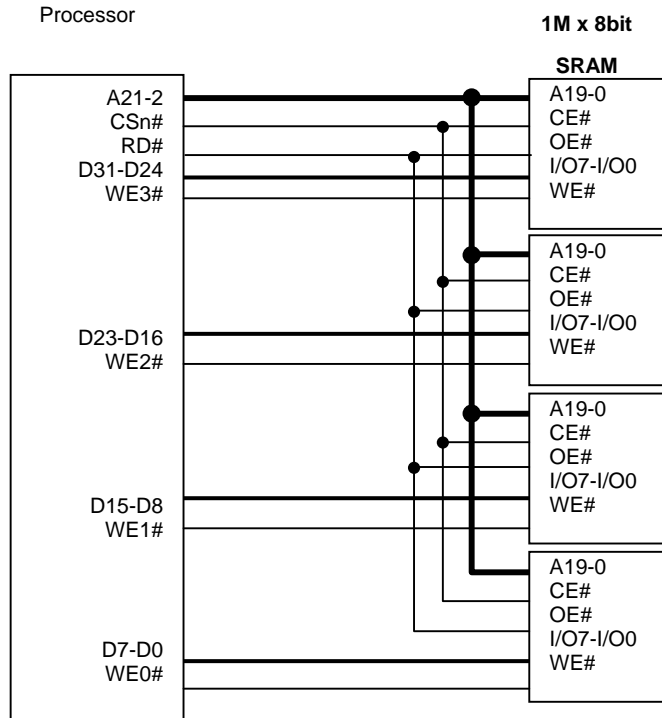 Processor
1M x 8bit
SRAM
A21-2
CSn#
RD#
D31-D24
WE3#
A19-0
CE#
OE#
I/O7-I/O0
WE#
D23-D16
WE2#
A19-0
CE#
OE#
I/O7-I/O0
WE#
D15-D8
WE1#
A19-0
CE#
OE#
I/O7-I/O0
WE#
D7-D0
WE0#
A19-0
CE#
OE#
I/O7-I/O0
WE#